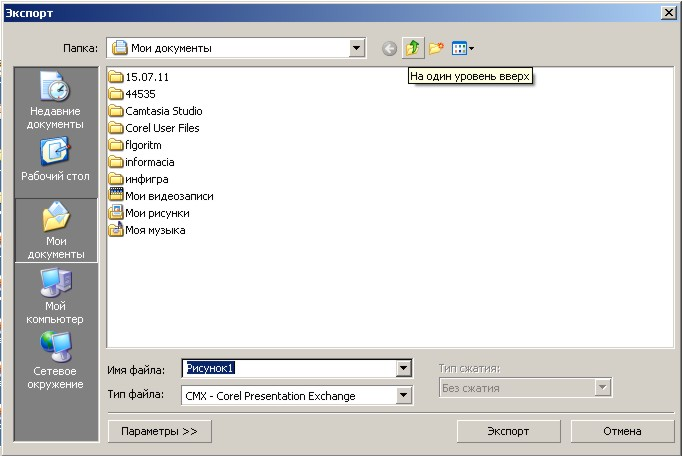 Экспорт
Папка: Мои документы
На один уровень вверх
Недавние
документы
Рабочий стол
Мои
документы
Мой
компьютер
Сетевое
окружение
15.07.11
44535
Camtasia Studio
Corel User Files
flgoritm
informacia
инфигра
Мои видеозаписи
Мои рисунки
Моя музыка
Имя файла: Рисунок1
Тип файла: CMX - Corel Presentation Exchange
Тип сжатия:
Без сжатия
Параметры >> Экспорт Отмена